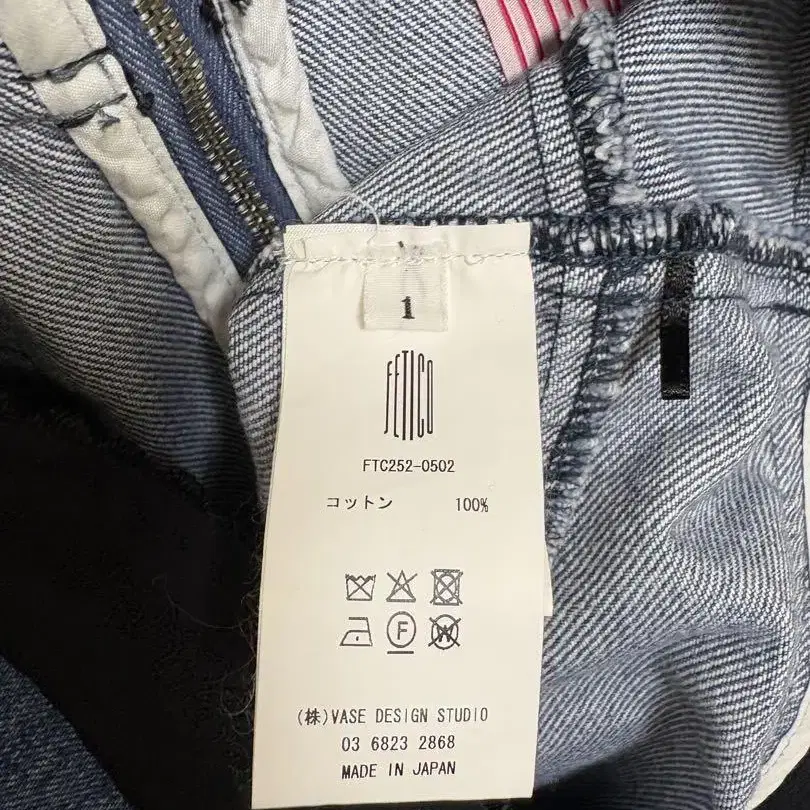 1
FETICO
FTC252-0502
コットン 100%
F
W
(株)VASE DESIGN STUDIO
03 6823 2868
MADE IN JAPAN